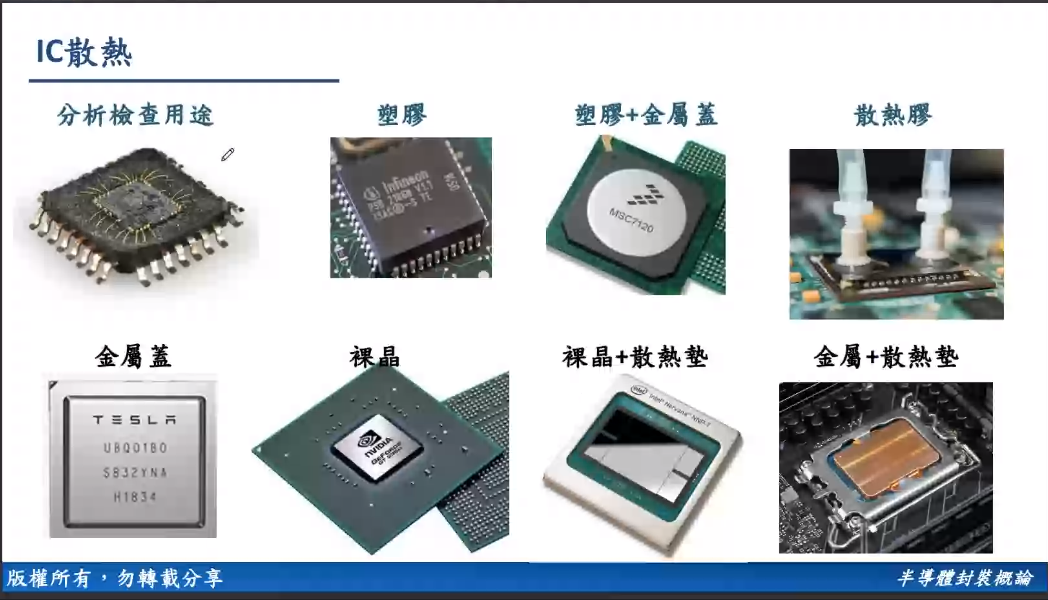 IC散熱
分析檢查用途
塑膠
塑膠+金屬蓋
散熱膠
Infineon
MSC7120
金屬蓋
裸晶
裸晶+散熱墊
金屬+散熱墊
TESLA
UBQ01B0
S832YNA
H1834
NVIDIA
intel
版權所有，勿轉載分享
半導體封裝概論